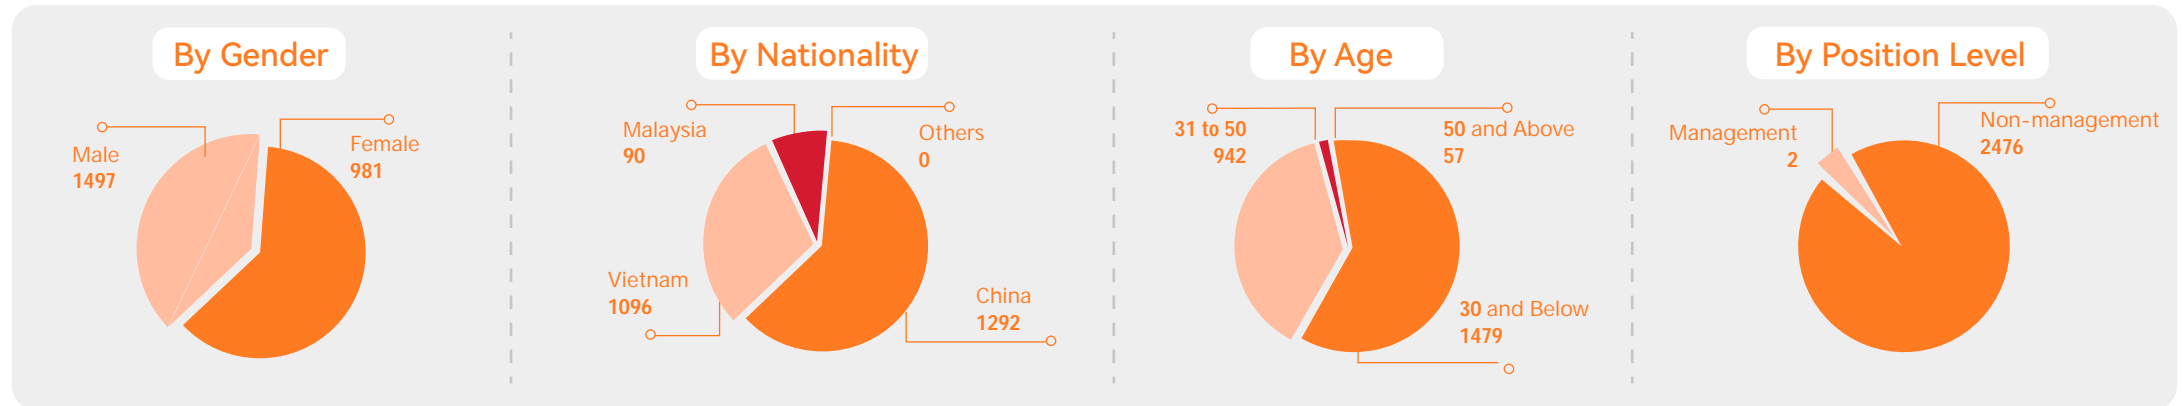 By Gender
Male
1497
Female
981
By Nationality
Malaysia
90
Others
0
Vietnam
1096
China
1292
By Age
31 to 50
942
50 and Above
57
30 and Below
1479
By Position Level
Management
2
Non-management
2476